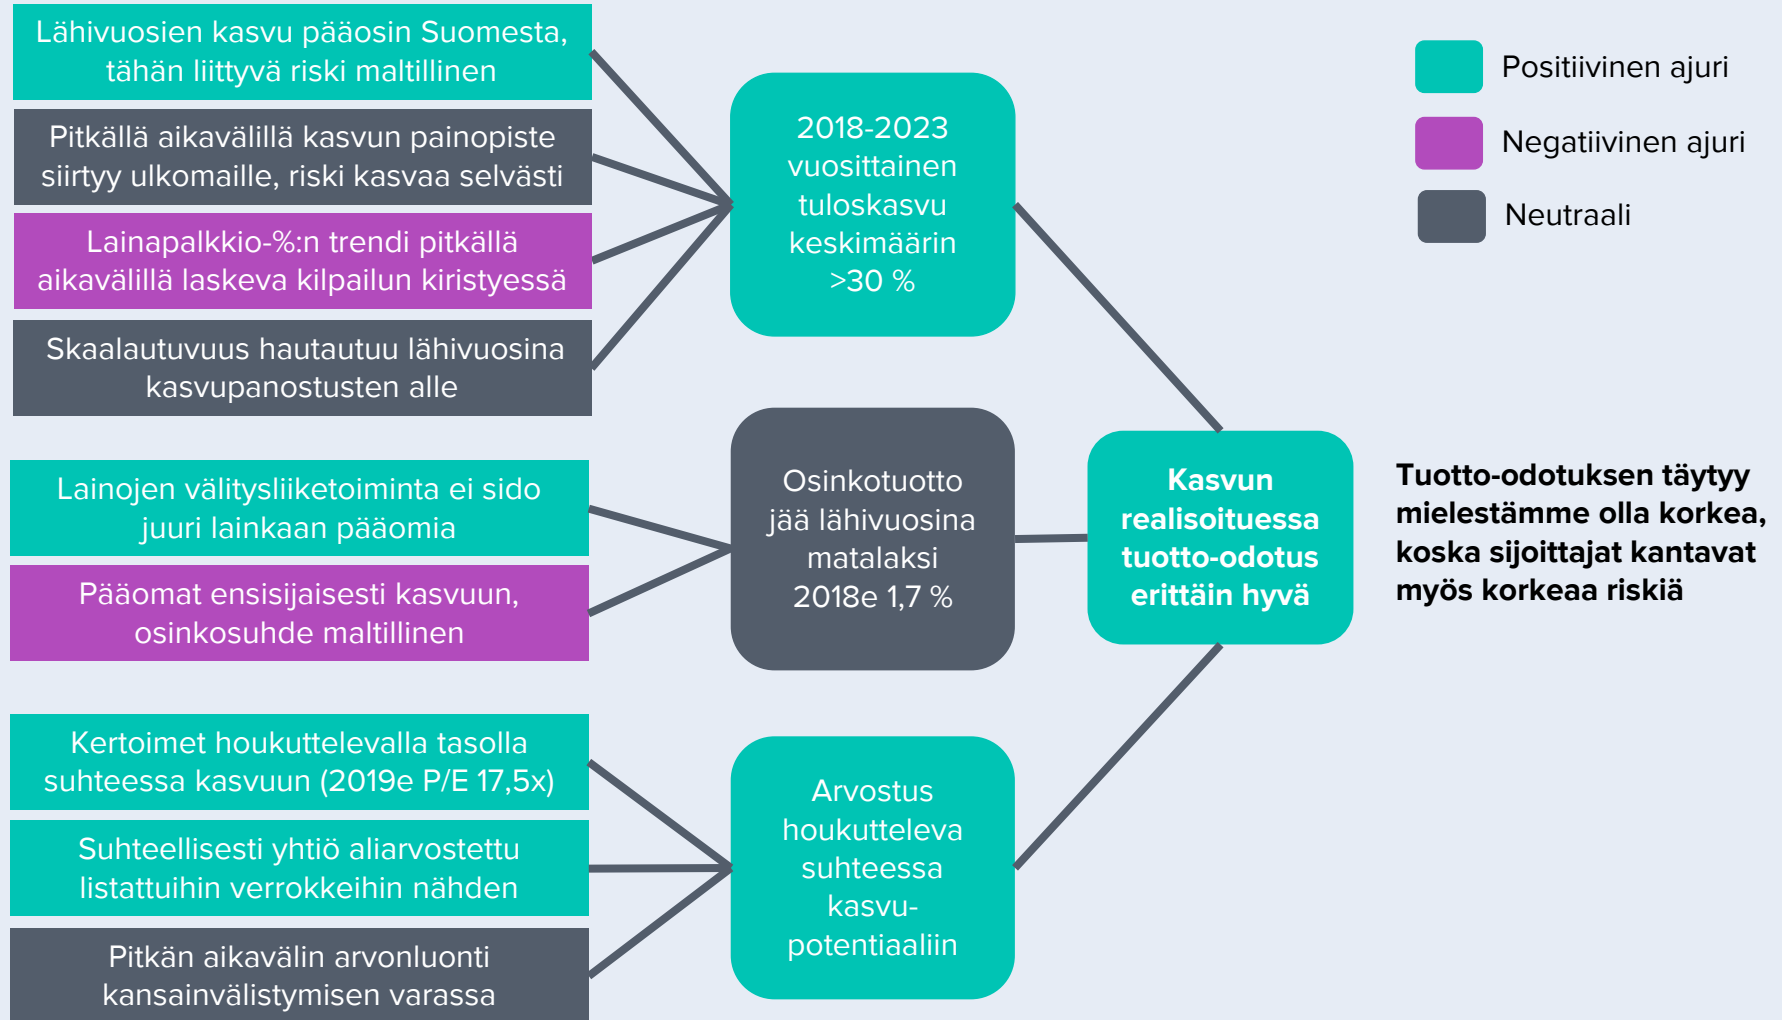 Lähivuosien kasvu pääosin Suomesta,
tähän liittyvä riski maltillinen
Pitkällä aikavälillä kasvun painopiste
siirtyy ulkomaille, riski kasvaa selvästi
Lainapalkkio-%:n trendi pitkällä
aikavälillä laskeva kilpailun kiristyessä
Skaalautuvuus hautautuu lähivuosina
kasvupanostusten alle
Lainojen välitysliiketoiminta ei sido
juuri lainkaan pääomia
Pääomat ensisijaisesti kasvuun,
osinkosuhde maltillinen
Kertoimet houkuttelevalla tasolla
suhteessa kasvuun (2019e P/E 17,5x)
Suhteellisesti yhtiö aliarvostettu
listattuihin verrokkeihin nähden
Pitkän aikavälin arvonluonti
kansainvälistymisen varassa
2018-2023
vuosittainen
tuloskasvu
keskimäärin
>30 %
Osinkotuotto
jää lähivuosina
matalaksi
2018e 1,7 %
Arvostus
houkutteleva
suhteessa
kasvu-
potentiaaliin
Kasvun
realisoituessa
tuotto-odotus
erittäin hyvä
Positiivinen ajuri
Negatiivinen ajuri
Neutraali
Tuotto-odotuksen täytyy
mielestämme olla korkea,
koska sijoittajat kantavat
myös korkeaa riskiä